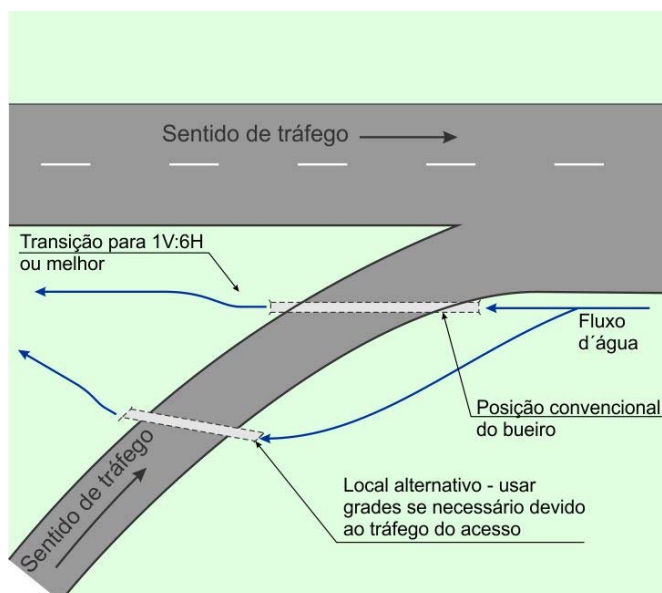 Sentido de tráfego
Transição para 1V:6H
ou melhor
Fluxo
d´água
Posição convencional
do bueiro
Local alternativo - usar
grades se necessário devido
ao tráfego do acesso
Sentido de tráfego